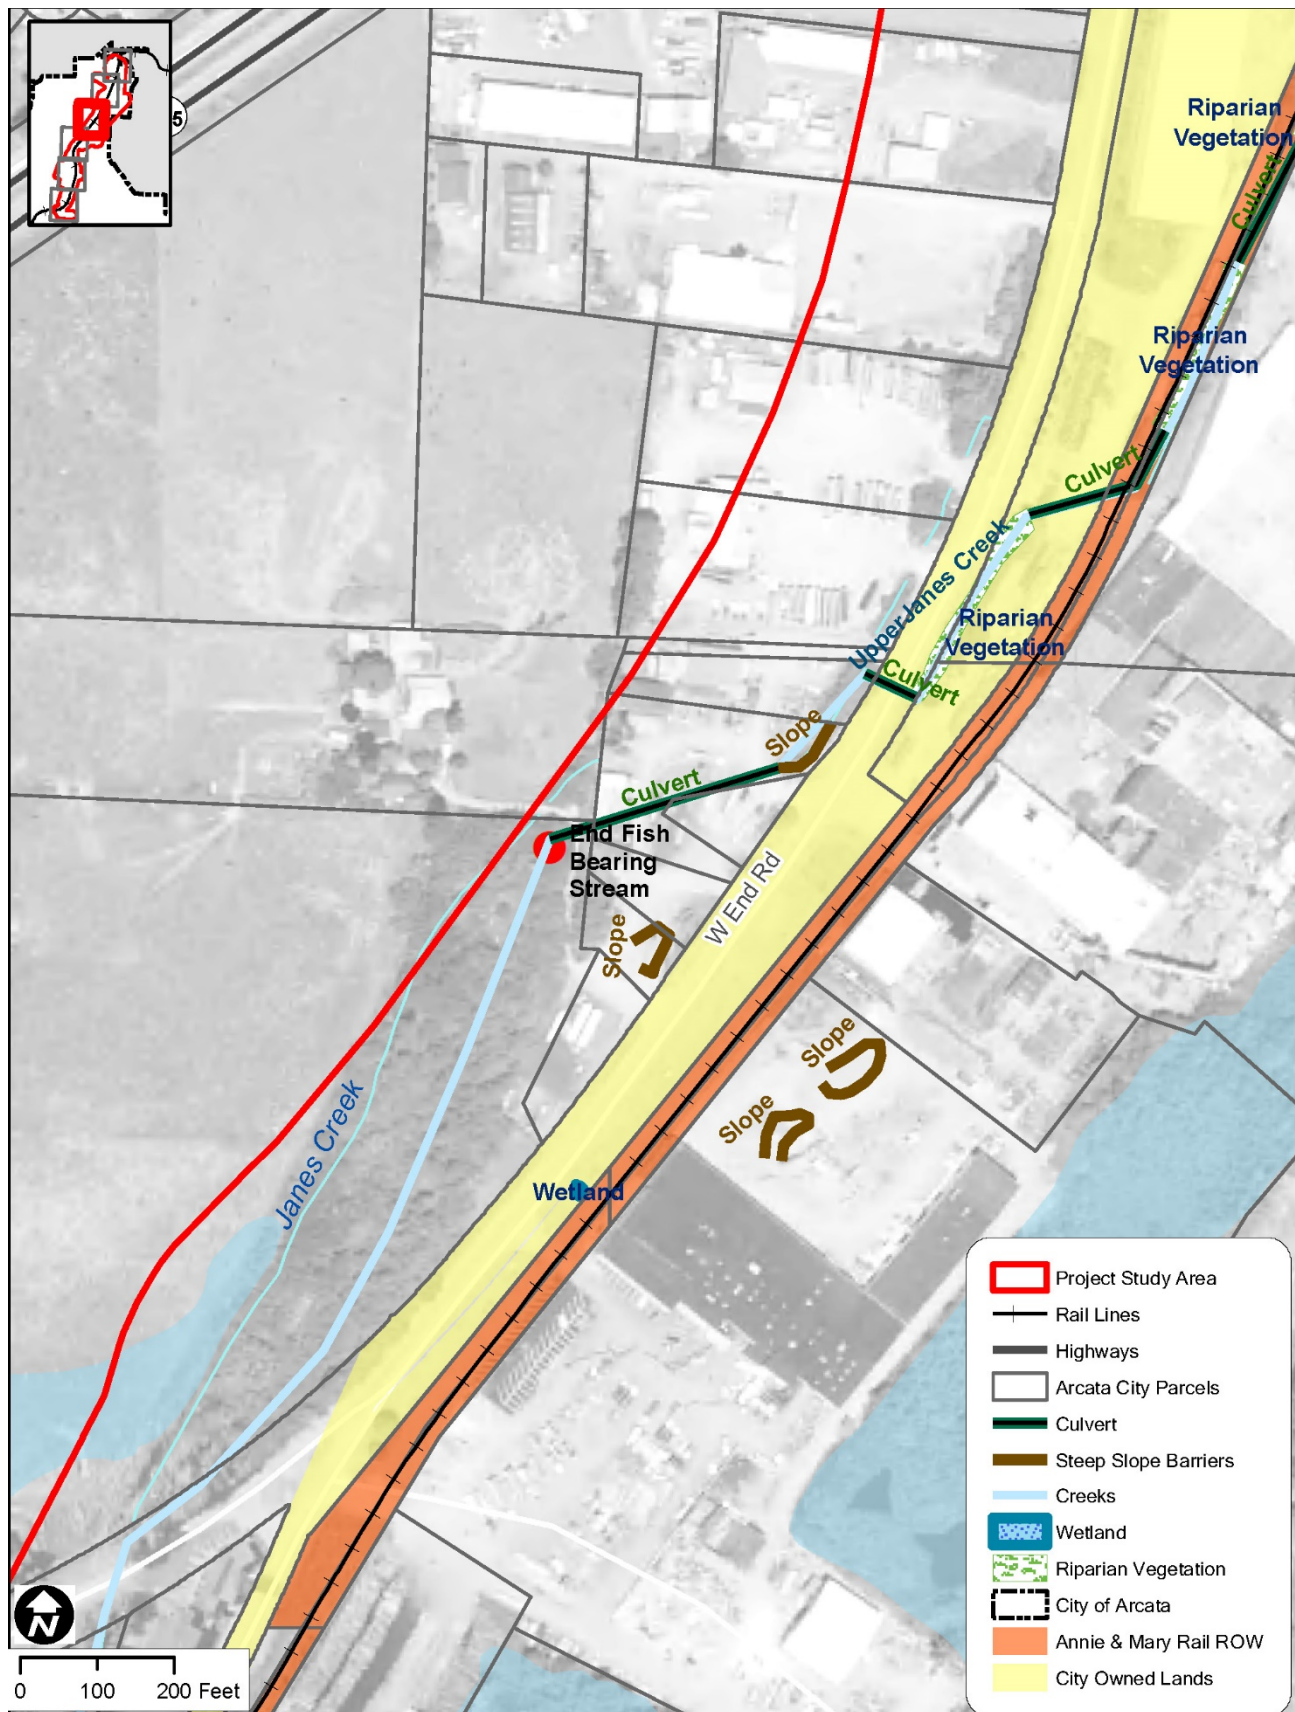 5
Riparian
Vegetation
Culvert
Riparian
Vegetation
Culvert
Upper Janes Creek
Riparian
Vegetation
Culvert
Slope
Culvert
End Fish
Bearing
Stream
W End Rd
Slope
Slope
Slope
Janes Creek
Wetland
Project Study Area
Rail Lines
Highways
Arcata City Parcels
Culvert
Steep Slope Barriers
Creeks
Wetland
Riparian Vegetation
City of Arcata
Annie & Mary Rail ROW
City Owned Lands
N
0 100 200 Feet